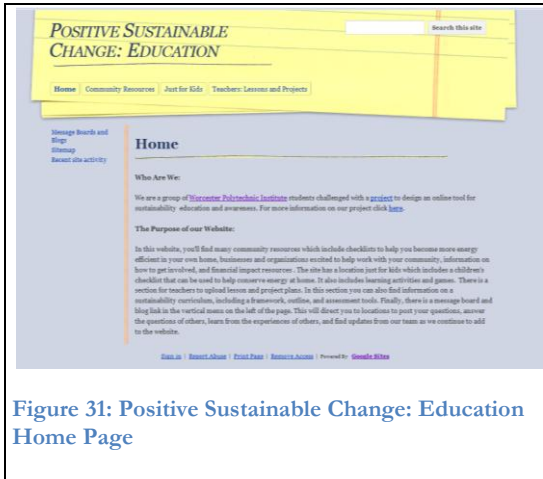 POSITIVE SUSTAINABLE
CHANGE: EDUCATION
Search this site
Home Community Resources Just for Kids Teachers: Lessons and Projects
Message Boards and
Blogs
Sitemap
Recent site activity
Home
Who Are We:
We are a group of Worcester Polytechnic Institute students challenged with a project to design an online tool for
sustainability education and awareness. For more information on our project click here.
The Purpose of our Website:
In this website, you'll find many community resources which include checklists to help you become more energy
efficient in your own home, businesses and organizations excited to help work with your community, information on
how to get involved, and financial impact resources . The site has a location just for kids which includes a children's
checklist that can be used to help conserve energy at home. It also includes learning activities and games. There is a
section for teachers to upload lesson and project plans. In this section you can also find information on a
sustainability curriculum, including a framework, outline, and assessment tools. Finally, there is a message board and
blog link in the vertical menu on the left of the page. This will direct you to locations to post your questions, answer
the questions of others, learn from the experiences of others, and find updates from our team as we continue to add
to the website.
Sign in | Report Abuse | Print Page | Remove Access | Powered By Google Sites
Figure 31: Positive Sustainable Change: Education
Home Page